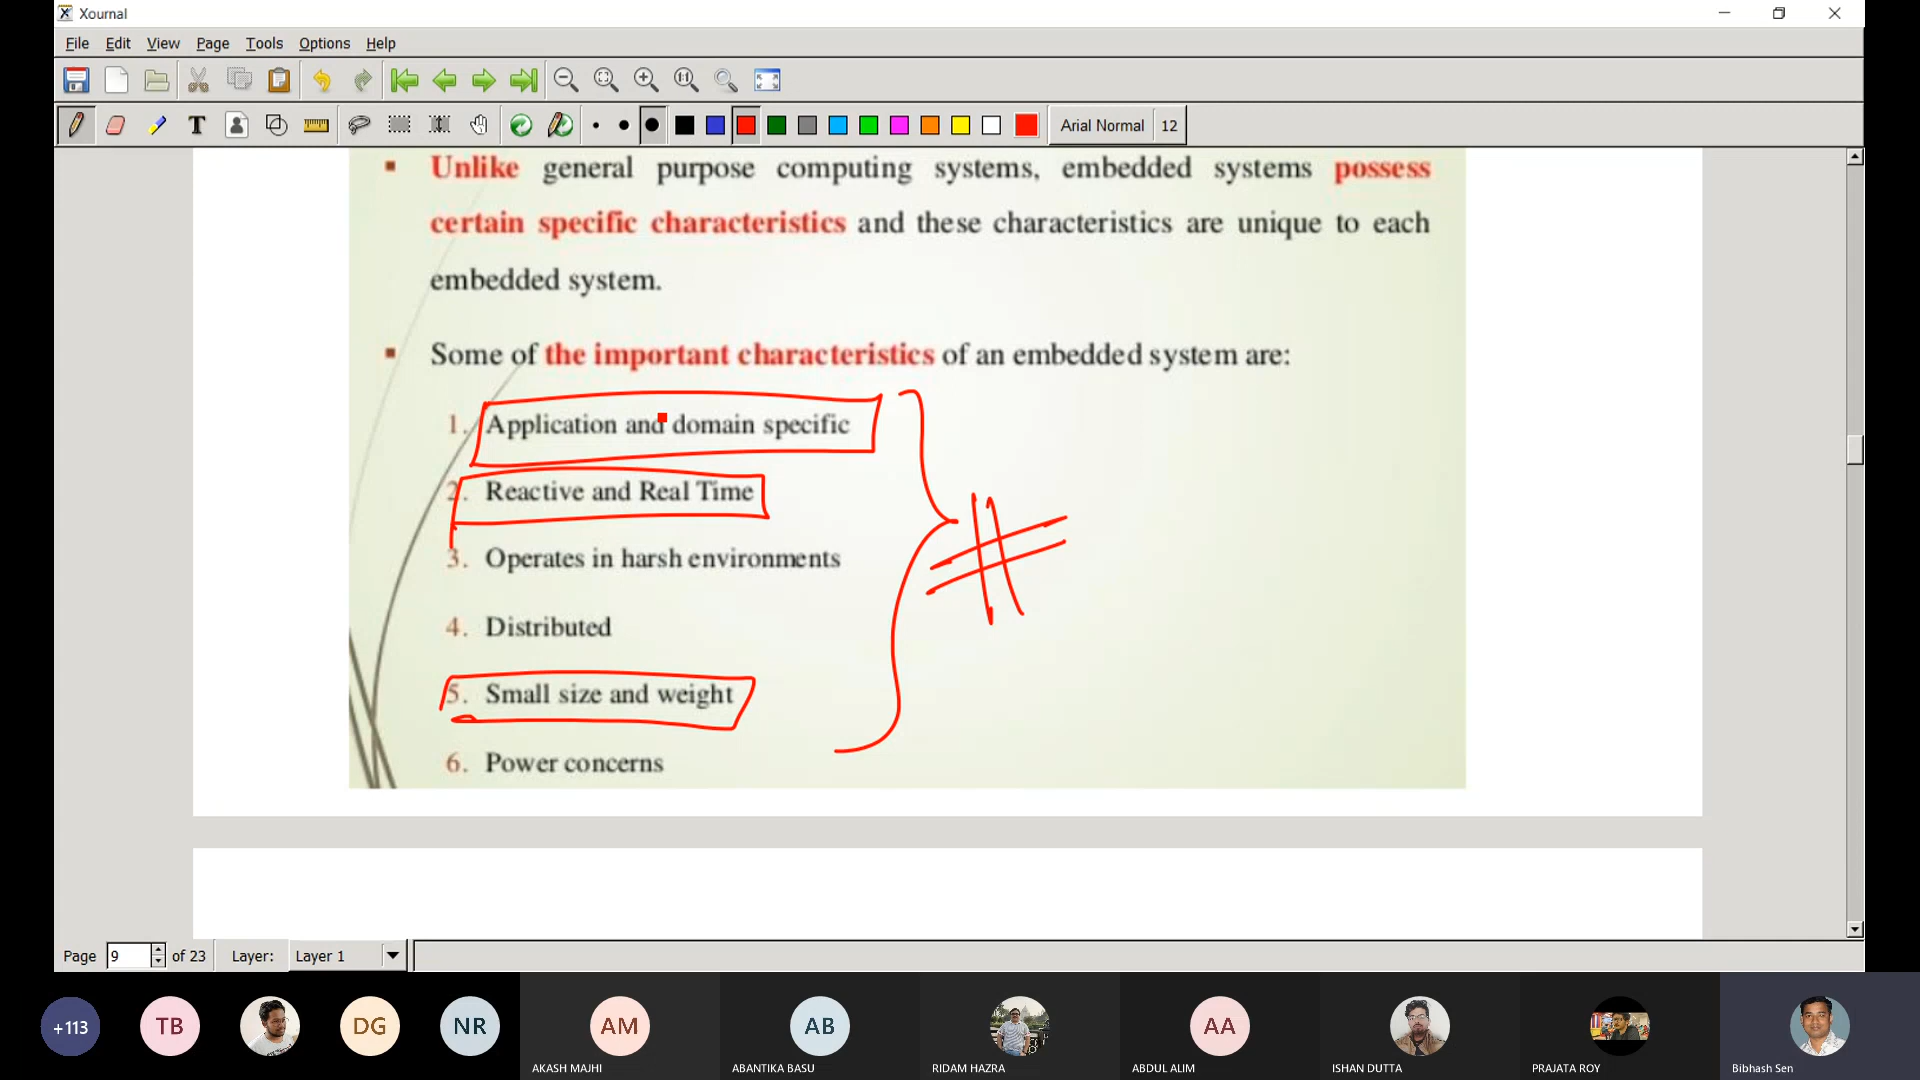 Xournal
File Edit View Page Tools Options Help
T Arial Normal 12
Unlike general purpose computing systems, embedded systems possess
certain specific characteristics and these characteristics are unique to each
embedded system.
Some of the important characteristics of an embedded system are:
1. Application and domain specific
2. Reactive and Real Time
3. Operates in harsh environments
4. Distributed
5. Small size and weight
6. Power concerns
Page 9 of 23 Layer: Layer 1
+113 TB DG NR AM AB AA
AKASH MAJHI ABANTIKA BASU RIDAM HAZRA ABDUL ALIM ISHAN DUTTA PRAJATA ROY Bibhash Sen